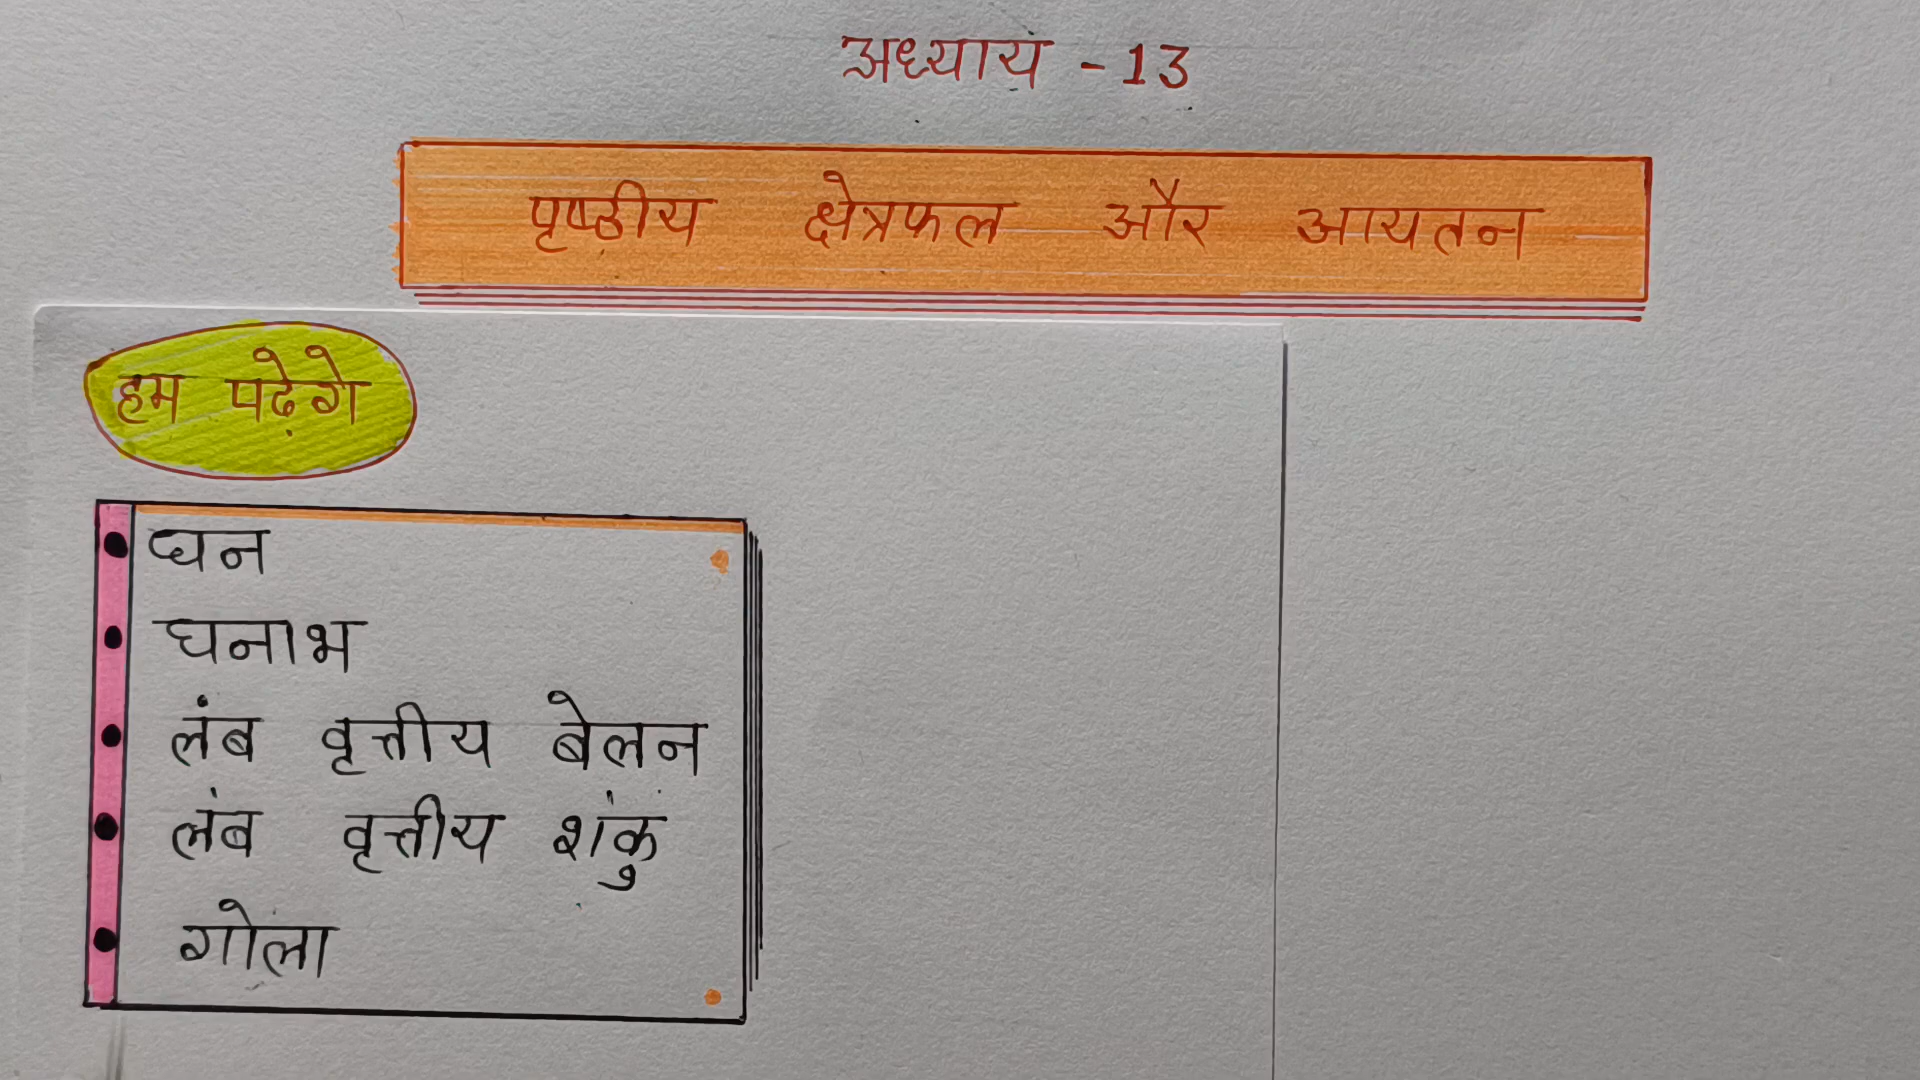 अध्याय - 13
पृष्ठीय क्षेत्रफल और आयतन
हम पढ़ेगे
घन
घनाभ
लंब वृत्तीय बेलन
लंब वृत्तीय शंकु
गोला